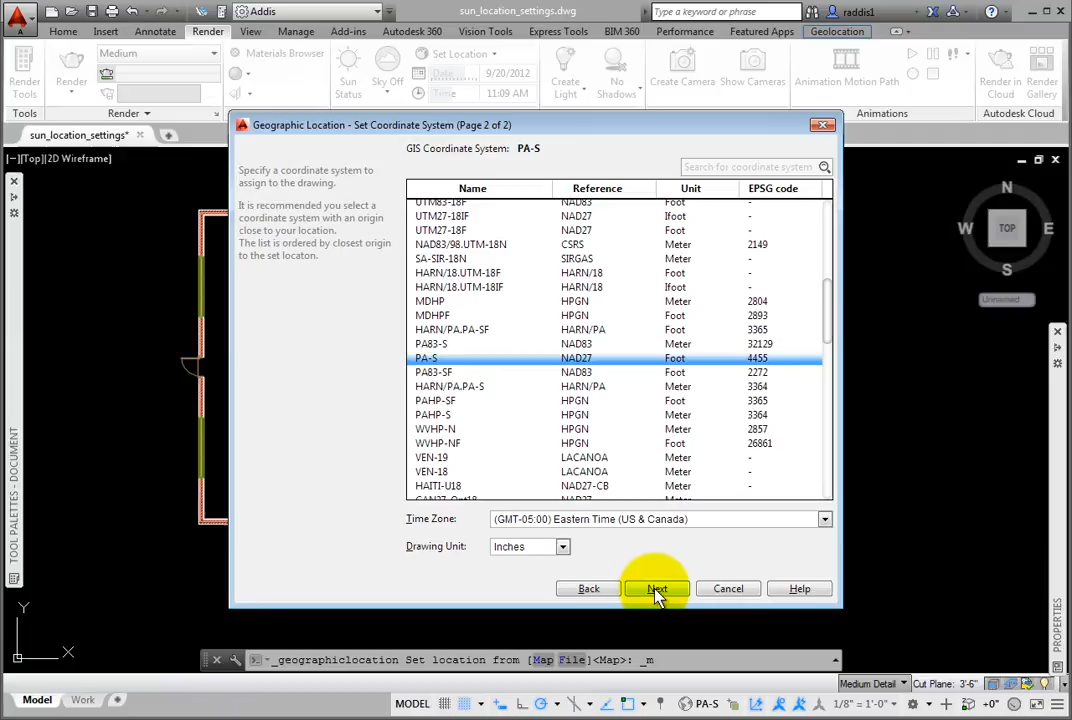 Addis
sun_location_settings.dwg
Type a keyword or phrase
raddis1
Home Insert Annotate Render View Manage Add-ins Autodesk 360 Vision Tools Express Tools BIM 360 Performance Featured Apps Geolocation
Medium
Render Tools
Render
Materials Browser
Sun Status
Sky Off
Set Location
Date 9/20/2012
Time 11:09 AM
Create Light
No Shadows
Create Camera
Show Cameras
Animation Motion Path
Render in Cloud
Render Gallery
Tools Render Animations Autodesk Cloud
sun_location_settings*
[−][Top][2D Wireframe]
Geographic Location - Set Coordinate System (Page 2 of 2)
Specify a coordinate system to
assign to the drawing.
It is recommended you select a
coordinate system with an origin
close to your location.
The list is ordered by closest origin
to the set locaton.
GIS Coordinate System: PA-S
Search for coordinate system
Name Reference Unit EPSG code
UTM83-18F NAD83 Foot -
UTM27-18IF NAD27 Ifoot -
UTM27-18F NAD27 Foot -
NAD83/98.UTM-18N CSRS Meter 2149
SA-SIR-18N SIRGAS Meter -
HARN/18.UTM-18F HARN/18 Foot -
HARN/18.UTM-18IF HARN/18 Ifoot -
MDHP HPGN Meter 2804
MDHPF HPGN Foot 2893
HARN/PA.PA-SF HARN/PA Foot 3365
PA83-S NAD83 Meter 32129
PA-S NAD27 Foot 4455
PA83-SF NAD83 Foot 2272
HARN/PA.PA-S HARN/PA Meter 3364
PAHP-SF HPGN Foot 3365
PAHP-S HPGN Meter 3364
WVHP-N HPGN Meter 2857
WVHP-NF HPGN Foot 26861
VEN-19 LACANOA Meter -
VEN-18 LACANOA Meter -
HAITI-U18 NAD27-CB Meter -
Time Zone: (GMT-05:00) Eastern Time (US & Canada)
Drawing Unit: Inches
Back Next Cancel Help
N
W TOP E
S
Unnamed
TOOL PALETTES - DOCUMENT
PROPERTIES
Y
X
_geographiclocation Set location from [Map File]<Map>: _m
Model Work
Medium Detail Cut Plane: 3'-6"
MODEL PA-S 1/8" = 1'-0" +0"